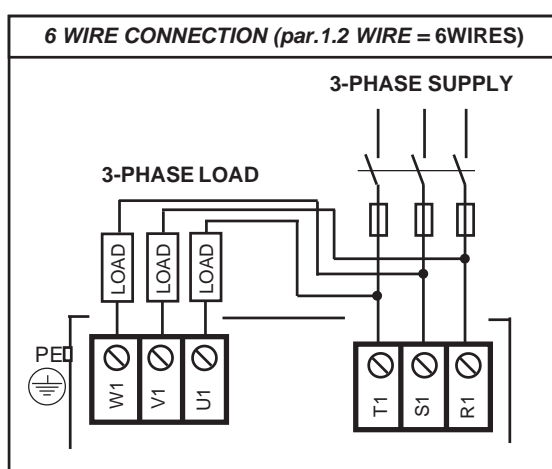 6 WIRE CONNECTION (par.1.2 WIRE = 6WIRES)
3-PHASE SUPPLY
3-PHASE LOAD
LOAD
LOAD
LOAD
PE
W1
V1
U1
T1
S1
R1